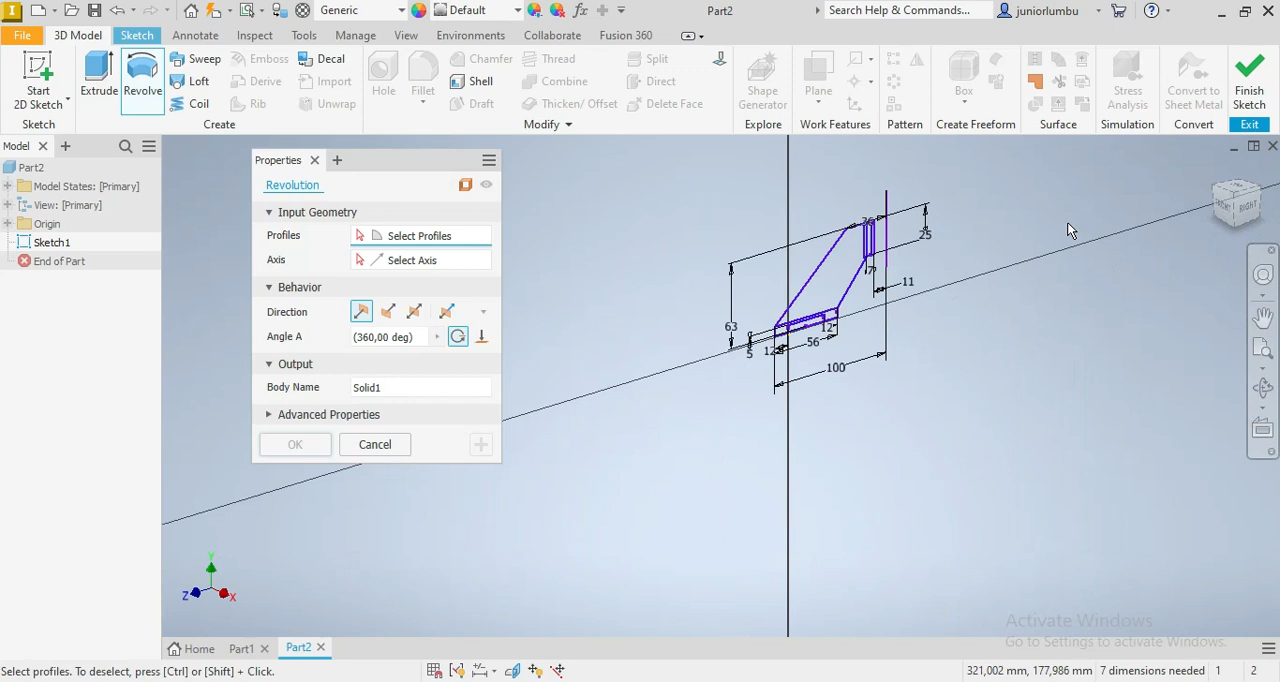 Generic Default Part2 Search Help & Commands... juniorlumbu
File 3D Model Sketch Annotate Inspect Tools Manage View Environments Collaborate Fusion 360
Start 2D Sketch Extrude Revolve Sweep Loft Coil Emboss Derive Rib Decal Import Unwrap Hole Fillet Chamfer Shell Draft Thread Combine Thicken/ Offset Split Direct Delete Face Shape Generator Plane Box Stress Analysis Convert to Sheet Metal Finish Sketch
Sketch Create Modify Explore Work Features Pattern Create Freeform Surface Simulation Convert Exit
Model
Part2
Model States: [Primary]
View: [Primary]
Origin
Sketch1
End of Part
Properties
Revolution
Input Geometry
Profiles Select Profiles
Axis Select Axis
Behavior
Direction
Angle A (360,00 deg)
Output
Body Name Solid1
Advanced Properties
OK Cancel
25
7
11
63
12
56
5
100
FRONT RIGHT
Y
Z X
Activate Windows
Go to Settings to activate Windows.
Home Part1 Part2
Select profiles. To deselect, press [Ctrl] or [Shift] + Click. 321,002 mm, 177,986 mm 7 dimensions needed 1 2